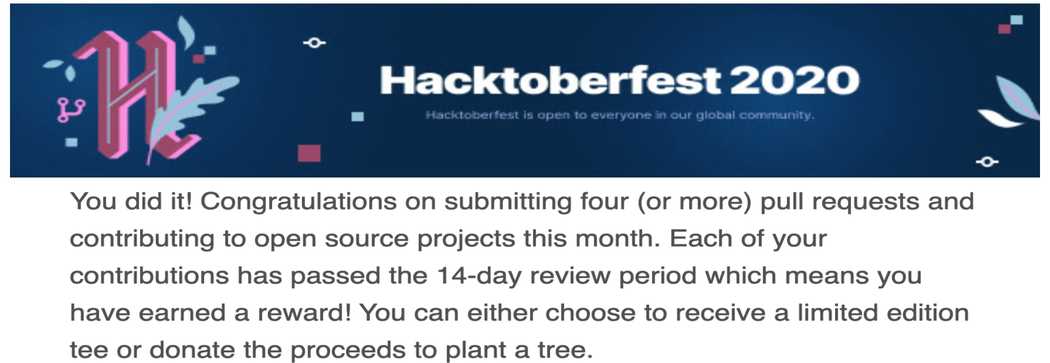 Hacktoberfest 2020
Hacktoberfest is open to everyone in our global community.
You did it! Congratulations on submitting four (or more) pull requests and
contributing to open source projects this month. Each of your
contributions has passed the 14-day review period which means you
have earned a reward! You can either choose to receive a limited edition
tee or donate the proceeds to plant a tree.